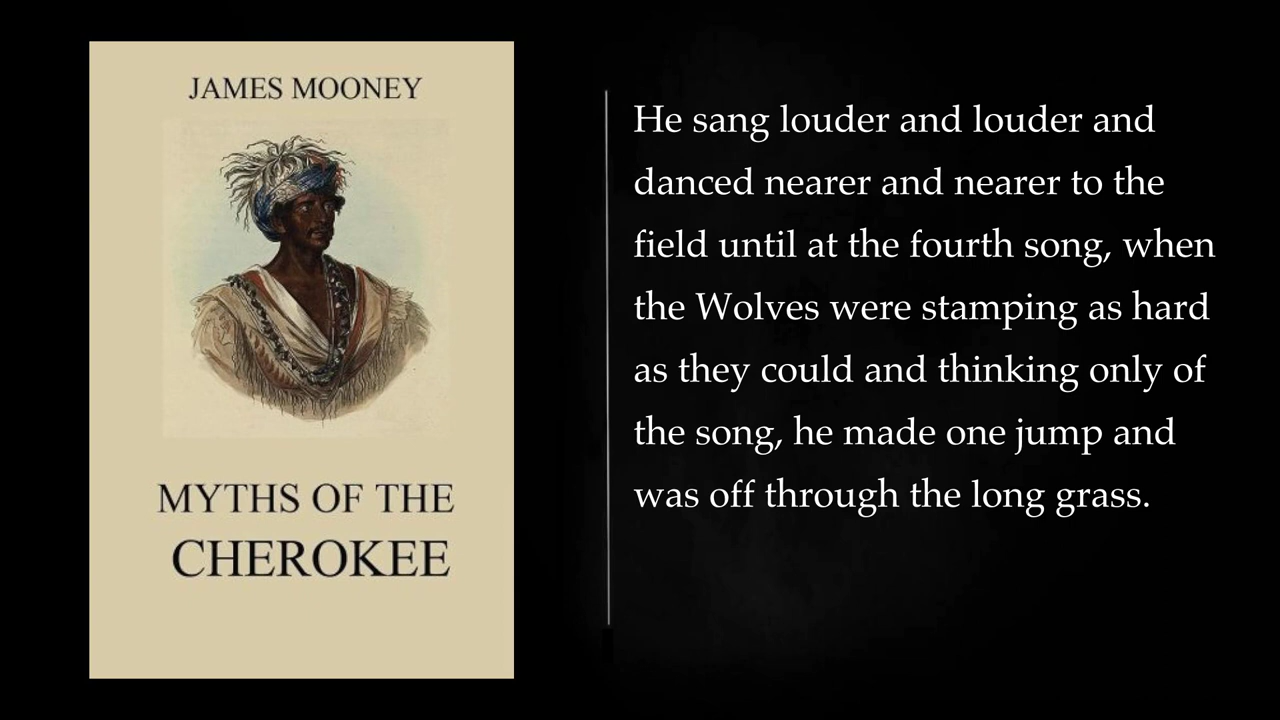 JAMES MOONEY
MYTHS OF THE
CHEROKEE
He sang louder and louder and
danced nearer and nearer to the
field until at the fourth song, when
the Wolves were stamping as hard
as they could and thinking only of
the song, he made one jump and
was off through the long grass.